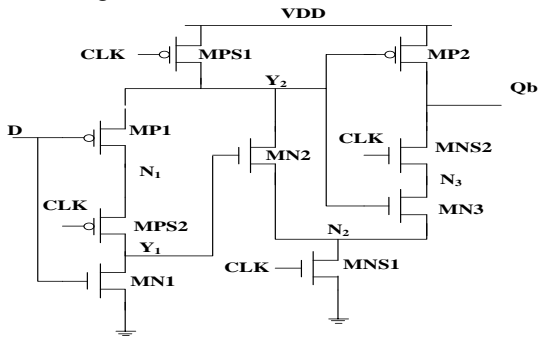 VDD
CLK
MPS1
MP2
Y₂
Qb
D
MP1
CLK
MNS2
MN2
N₁
N₃
CLK
MPS2
MN3
Y₁
N₂
MN1
CLK
MNS1